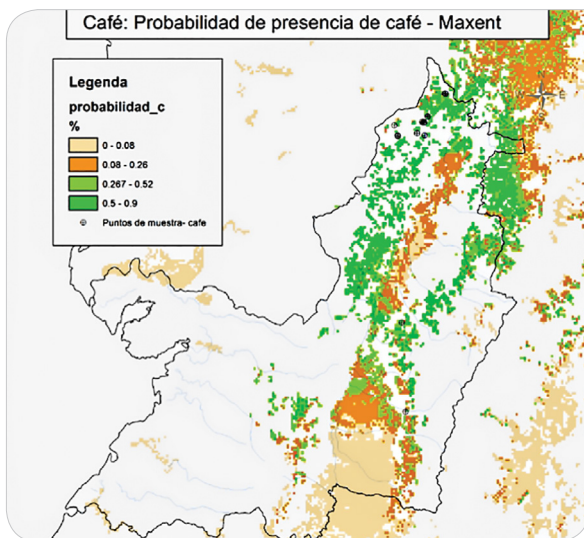 Café: Probabilidad de presencia de café - Maxent
Legenda
probabilidad_c
%
0 - 0.08
0.08 - 0.26
0.267 - 0.52
0.5 - 0.9
Puntos de muestra- cafe
N
W E
S